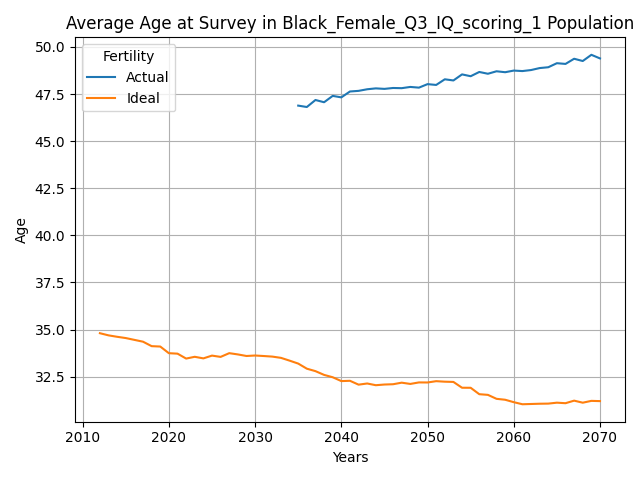 Average Age at Survey in Black_Female_Q3_IQ_scoring_1 Population
Fertility
Actual
Ideal
50.0
47.5
45.0
42.5
40.0
37.5
35.0
32.5
Age
2010 2020 2030 2040 2050 2060 2070
Years